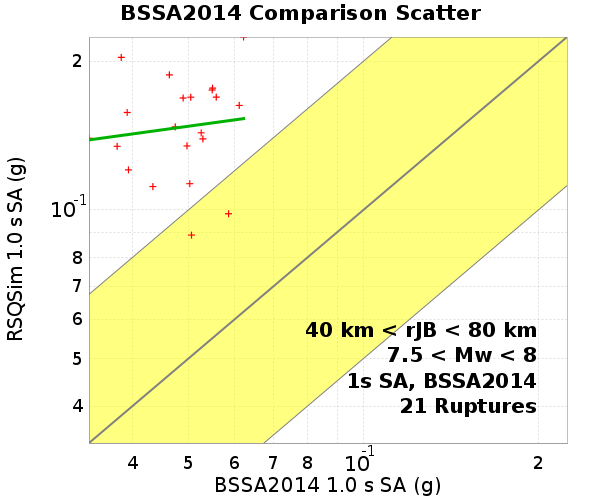 BSSA2014 Comparison Scatter
RSQSim 1.0 s SA (g)
2
10-1
8
7
6
5
4
40 km < rJB < 80 km
7.5 < Mw < 8
1s SA, BSSA2014
21 Ruptures
4 5 6 7 8 10-1 2
BSSA2014 1.0 s SA (g)